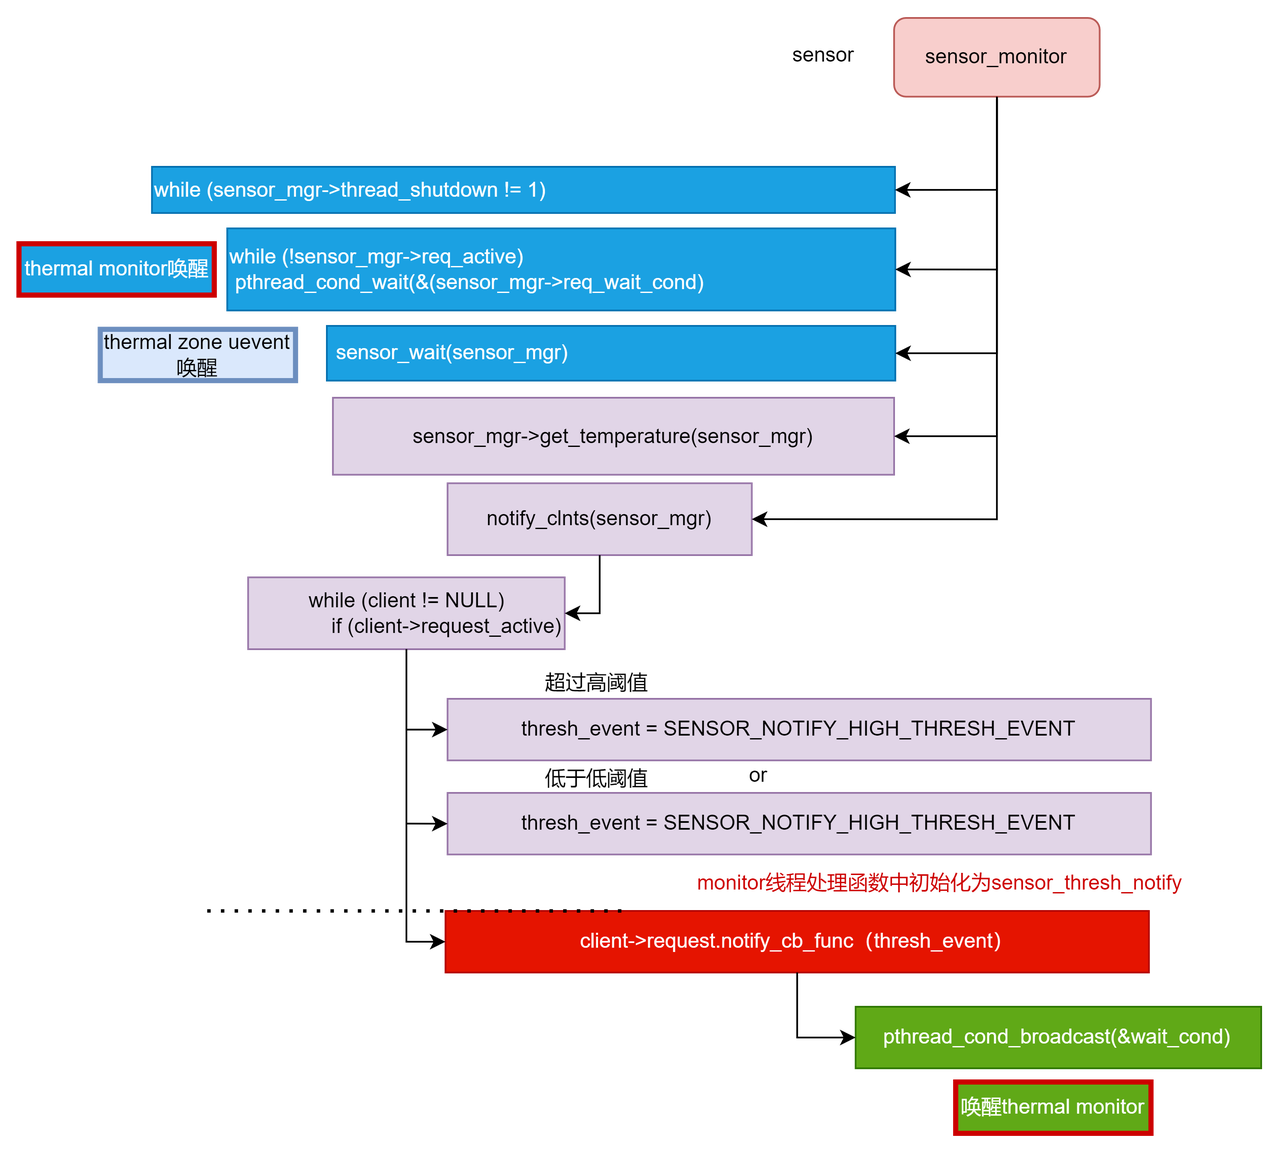 sensor
sensor_monitor
while (sensor_mgr->thread_shutdown != 1)
thermal monitor唤醒
while (!sensor_mgr->req_active)
pthread_cond_wait(&(sensor_mgr->req_wait_cond)
thermal zone uevent
唤醒
sensor_wait(sensor_mgr)
sensor_mgr->get_temperature(sensor_mgr)
notify_clnts(sensor_mgr)
while (client != NULL)
if (client->request_active)
超过高阈值
thresh_event = SENSOR_NOTIFY_HIGH_THRESH_EVENT
低于低阈值
or
thresh_event = SENSOR_NOTIFY_HIGH_THRESH_EVENT
monitor线程处理函数中初始化为sensor_thresh_notify
client->request.notify_cb_func（thresh_event）
pthread_cond_broadcast(&wait_cond)
唤醒thermal monitor